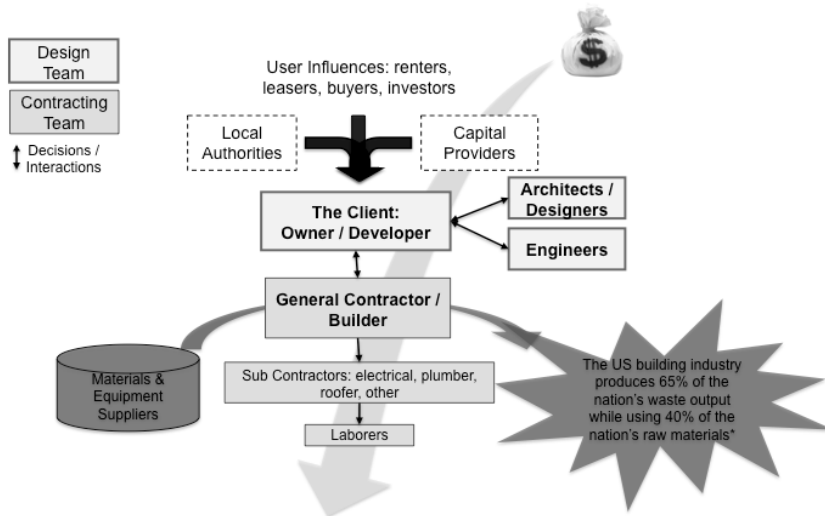 Design
Team
Contracting
Team
Decisions /
Interactions
User Influences: renters,
leasers, buyers, investors
$
Local
Authorities
Capital
Providers
The Client:
Owner / Developer
Architects /
Designers
Engineers
General Contractor /
Builder
Materials &
Equipment
Suppliers
Sub Contractors: electrical, plumber,
roofer, other
Laborers
The US building industry
produces 65% of the
nation's waste output
while using 40% of the
nation's raw materials*